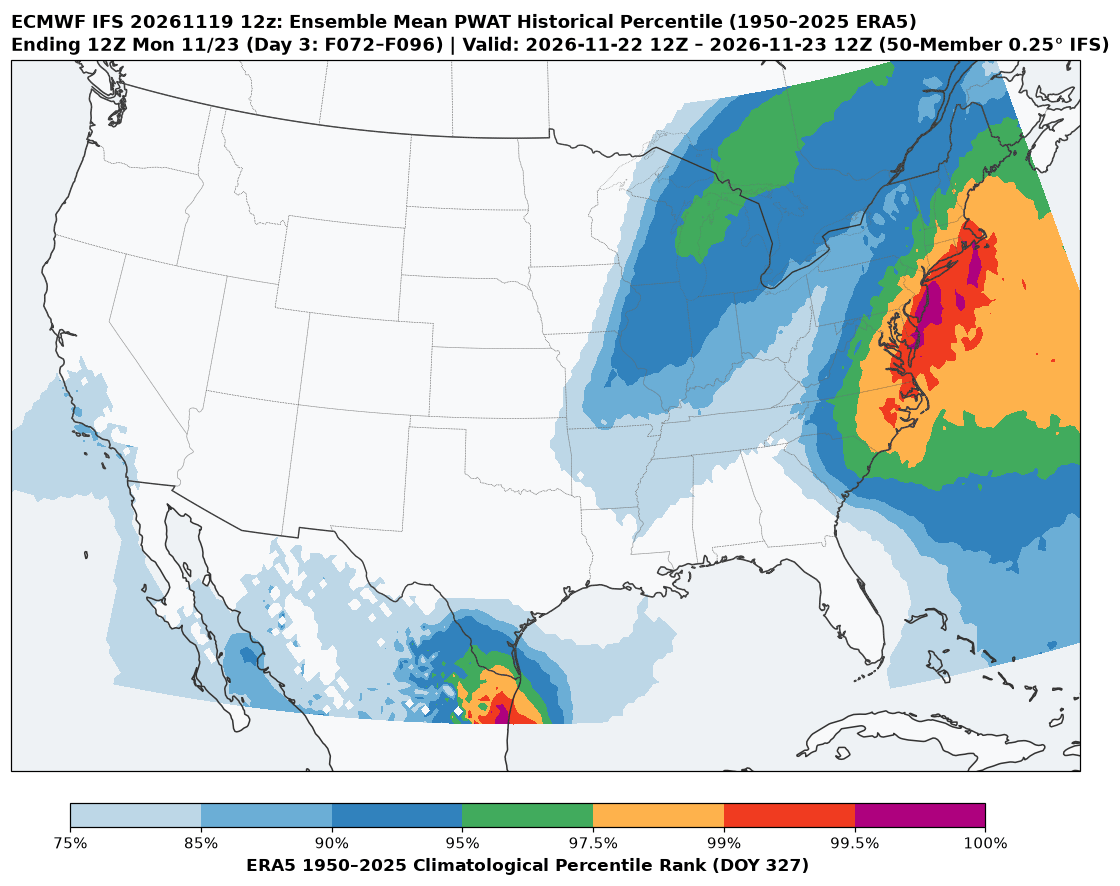 ECMWF IFS 20261119 12z: Ensemble Mean PWAT Historical Percentile (1950–2025 ERA5)
Ending 12Z Mon 11/23 (Day 3: F072–F096) | Valid: 2026-11-22 12Z – 2026-11-23 12Z (50-Member 0.25° IFS)
75% 85% 90% 95% 97.5% 99% 99.5% 100%
ERA5 1950–2025 Climatological Percentile Rank (DOY 327)